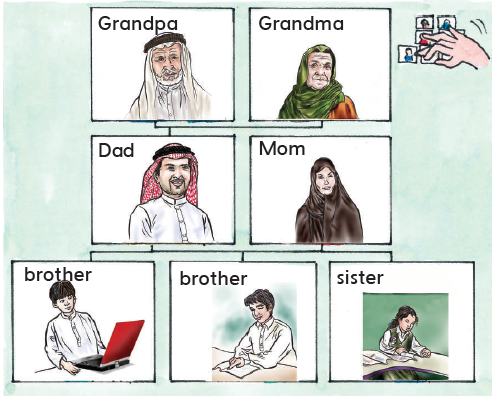 Grandpa
Grandma
Dad
Mom
brother
brother
sister